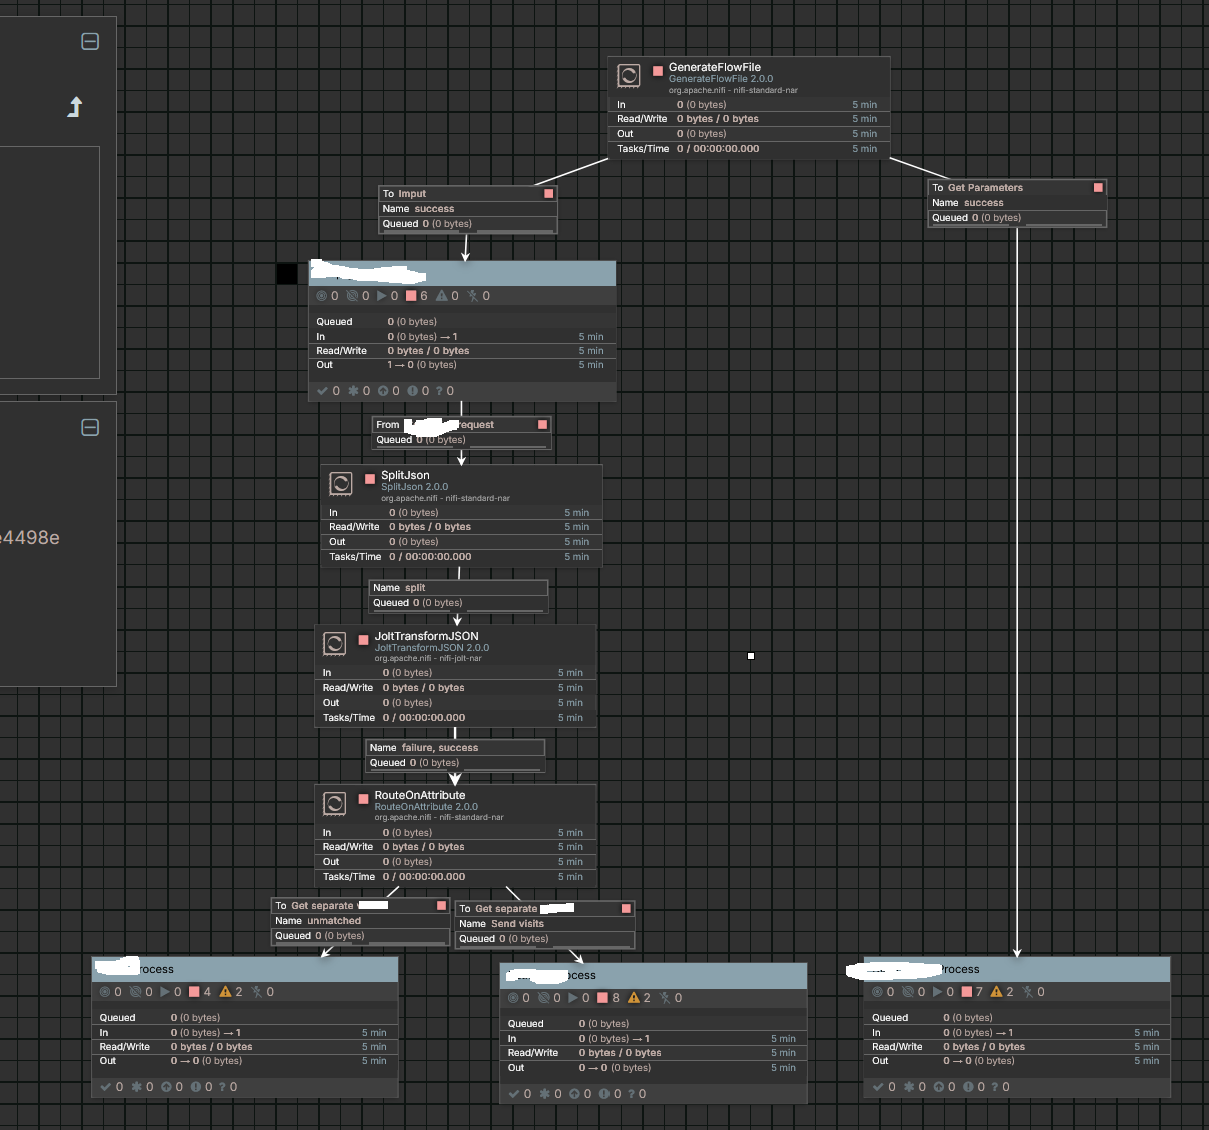 GenerateFlowFile
GenerateFlowFile 2.0.0
org.apache.nifi - nifi-standard-nar
In 0 (0 bytes) 5 min
Read/Write 0 bytes / 0 bytes 5 min
Out 0 (0 bytes) 5 min
Tasks/Time 0 / 00:00:00.000 5 min
To Imput
Name success
Queued 0 (0 bytes)
To Get Parameters
Name success
Queued 0 (0 bytes)
0 0 0 6 0 0
Queued 0 (0 bytes)
In 0 (0 bytes) → 1 5 min
Read/Write 0 bytes / 0 bytes 5 min
Out 1 → 0 (0 bytes) 5 min
0 0 0 0 ? 0
From request
Queued 0 (0 bytes)
SplitJson
SplitJson 2.0.0
org.apache.nifi - nifi-standard-nar
In 0 (0 bytes) 5 min
Read/Write 0 bytes / 0 bytes 5 min
Out 0 (0 bytes) 5 min
Tasks/Time 0 / 00:00:00.000 5 min
e4498e
Name split
Queued 0 (0 bytes)
JoltTransformJSON
JoltTransformJSON 2.0.0
org.apache.nifi - nifi-jolt-nar
In 0 (0 bytes) 5 min
Read/Write 0 bytes / 0 bytes 5 min
Out 0 (0 bytes) 5 min
Tasks/Time 0 / 00:00:00.000 5 min
Name failure, success
Queued 0 (0 bytes)
RouteOnAttribute
RouteOnAttribute 2.0.0
org.apache.nifi - nifi-standard-nar
In 0 (0 bytes) 5 min
Read/Write 0 bytes / 0 bytes 5 min
Out 0 (0 bytes) 5 min
Tasks/Time 0 / 00:00:00.000 5 min
To Get separate
Name unmatched
Queued 0 (0 bytes)
To Get separate
Name Send visits
Queued 0 (0 bytes)
rocess
0 0 0 4 2 0
Queued 0 (0 bytes)
In 0 (0 bytes) → 1 5 min
Read/Write 0 bytes / 0 bytes 5 min
Out 0 → 0 (0 bytes) 5 min
0 0 0 0 ? 0
ocess
0 0 0 8 2 0
Queued 0 (0 bytes)
In 0 (0 bytes) → 1 5 min
Read/Write 0 bytes / 0 bytes 5 min
Out 0 → 0 (0 bytes) 5 min
0 0 0 0 ? 0
Process
0 0 0 7 2 0
Queued 0 (0 bytes)
In 0 (0 bytes) → 1 5 min
Read/Write 0 bytes / 0 bytes 5 min
Out 0 → 0 (0 bytes) 5 min
0 0 0 0 ? 0